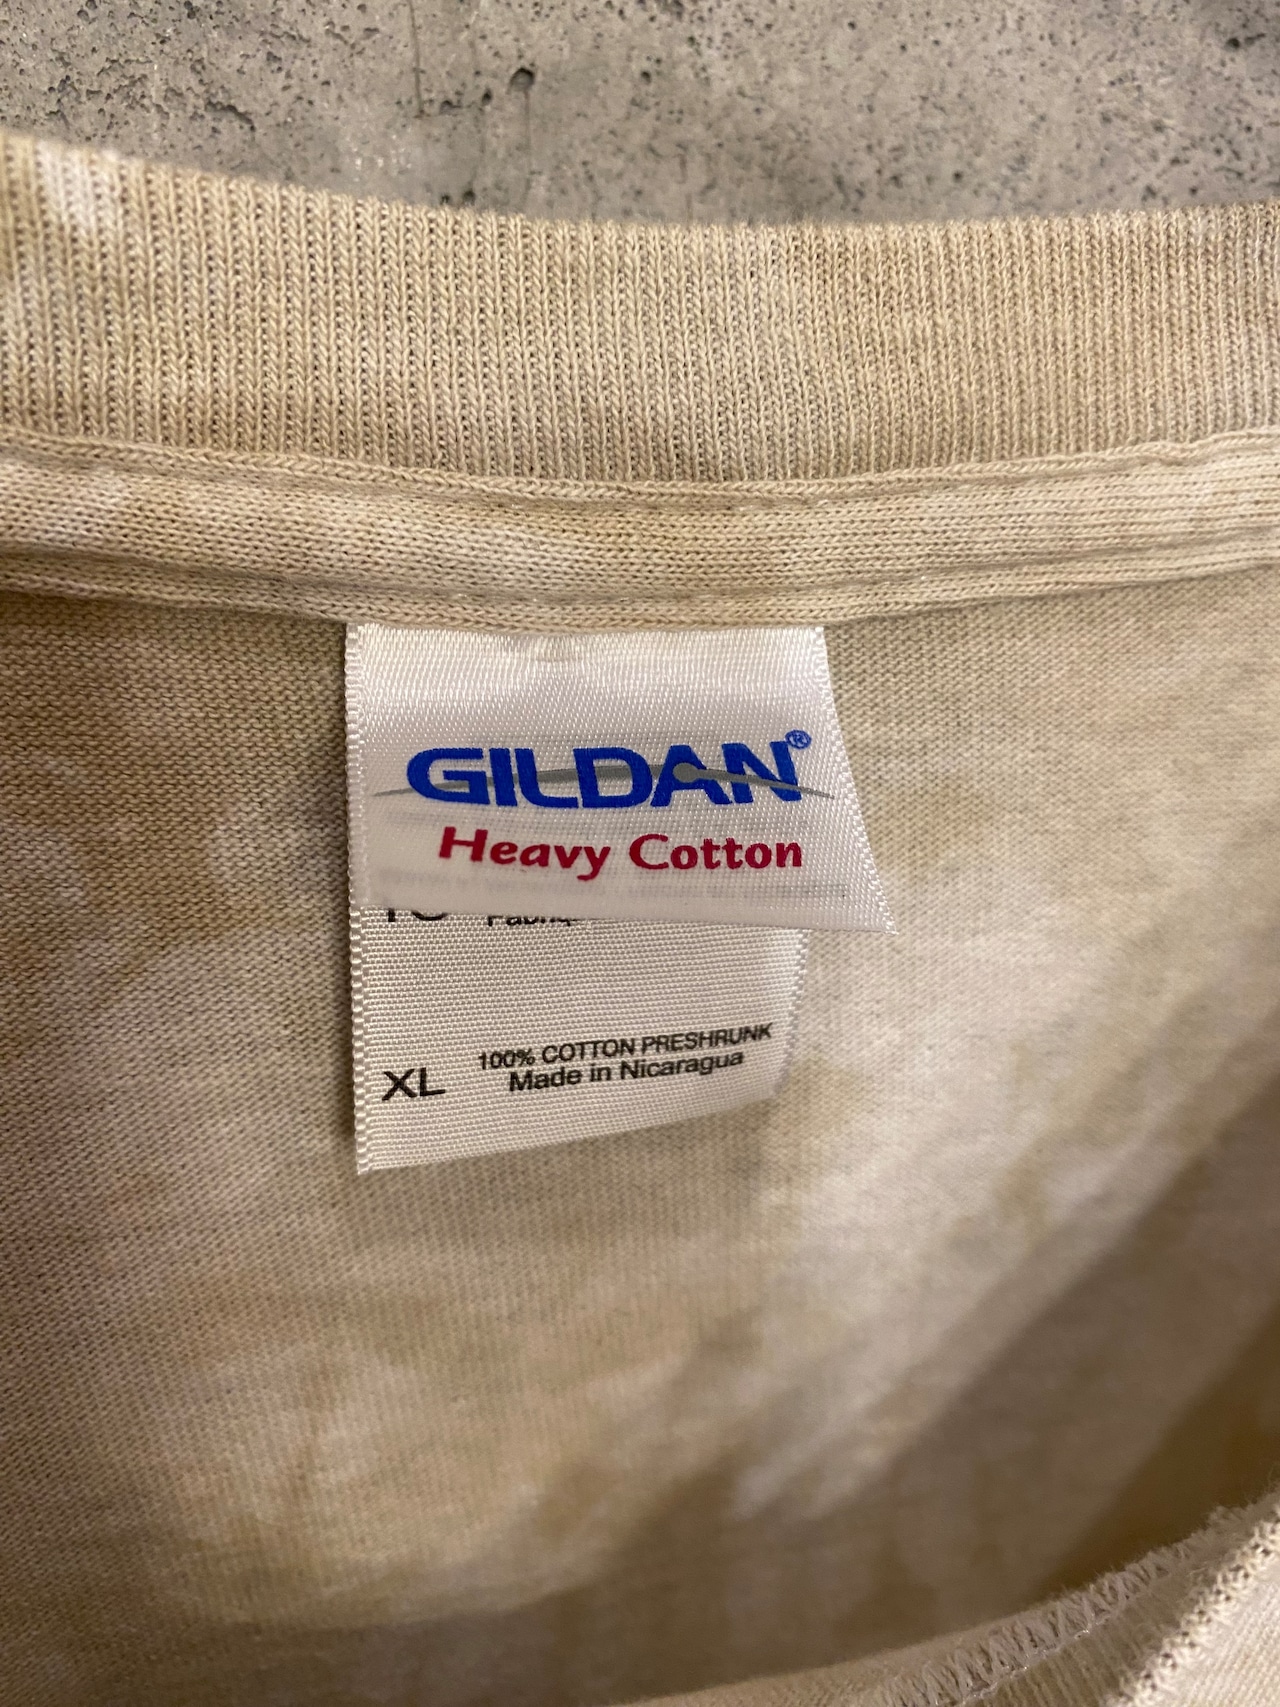 GILDAN®
Heavy Cotton
XL
100% COTTON PRESHRUNK
Made in Nicaragua